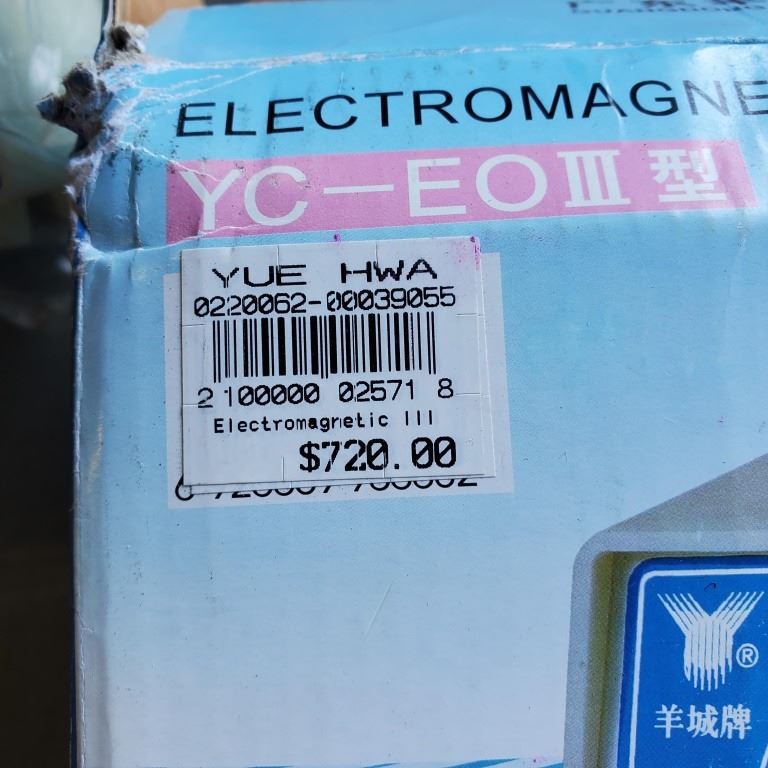 ELECTROMAGNE
YC-EOIII型
YUE HWA
0220062-00039055
2 100000 02571 8
Electromagnetic III
$720.00
®
羊城牌